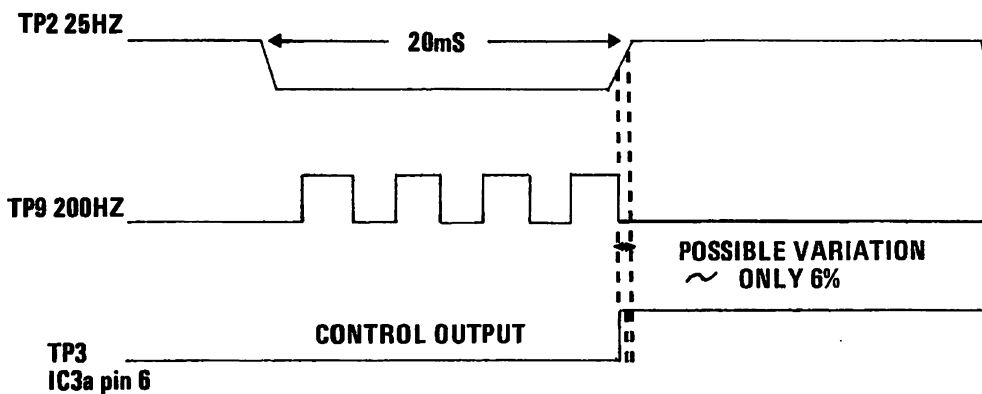 TP2 25HZ
20mS
TP9 200HZ
POSSIBLE VARIATION
~ ONLY 6%
CONTROL OUTPUT
TP3
IC3a pin 6